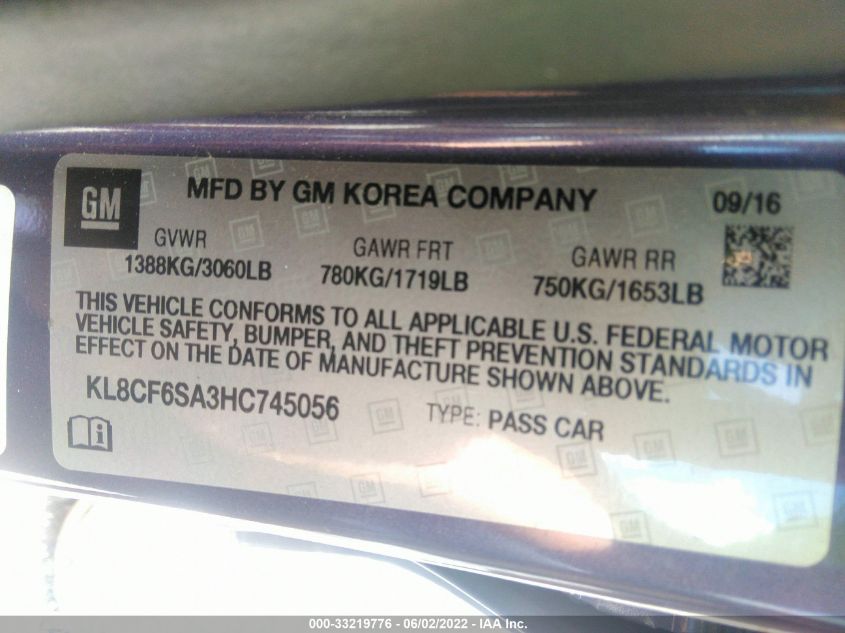 GM
MFD BY GM KOREA COMPANY
09/16
GVWR
GAWR FRT
GAWR RR
1388KG/3060LB
780KG/1719LB
750KG/1653LB
THIS VEHICLE CONFORMS TO ALL APPLICABLE U.S. FEDERAL MOTOR
VEHICLE SAFETY, BUMPER, AND THEFT PREVENTION STANDARDS IN
EFFECT ON THE DATE OF MANUFACTURE SHOWN ABOVE.
KL8CF6SA3HC745056
TYPE: PASS CAR
000-33219776 - 06/02/2022 - IAA Inc.